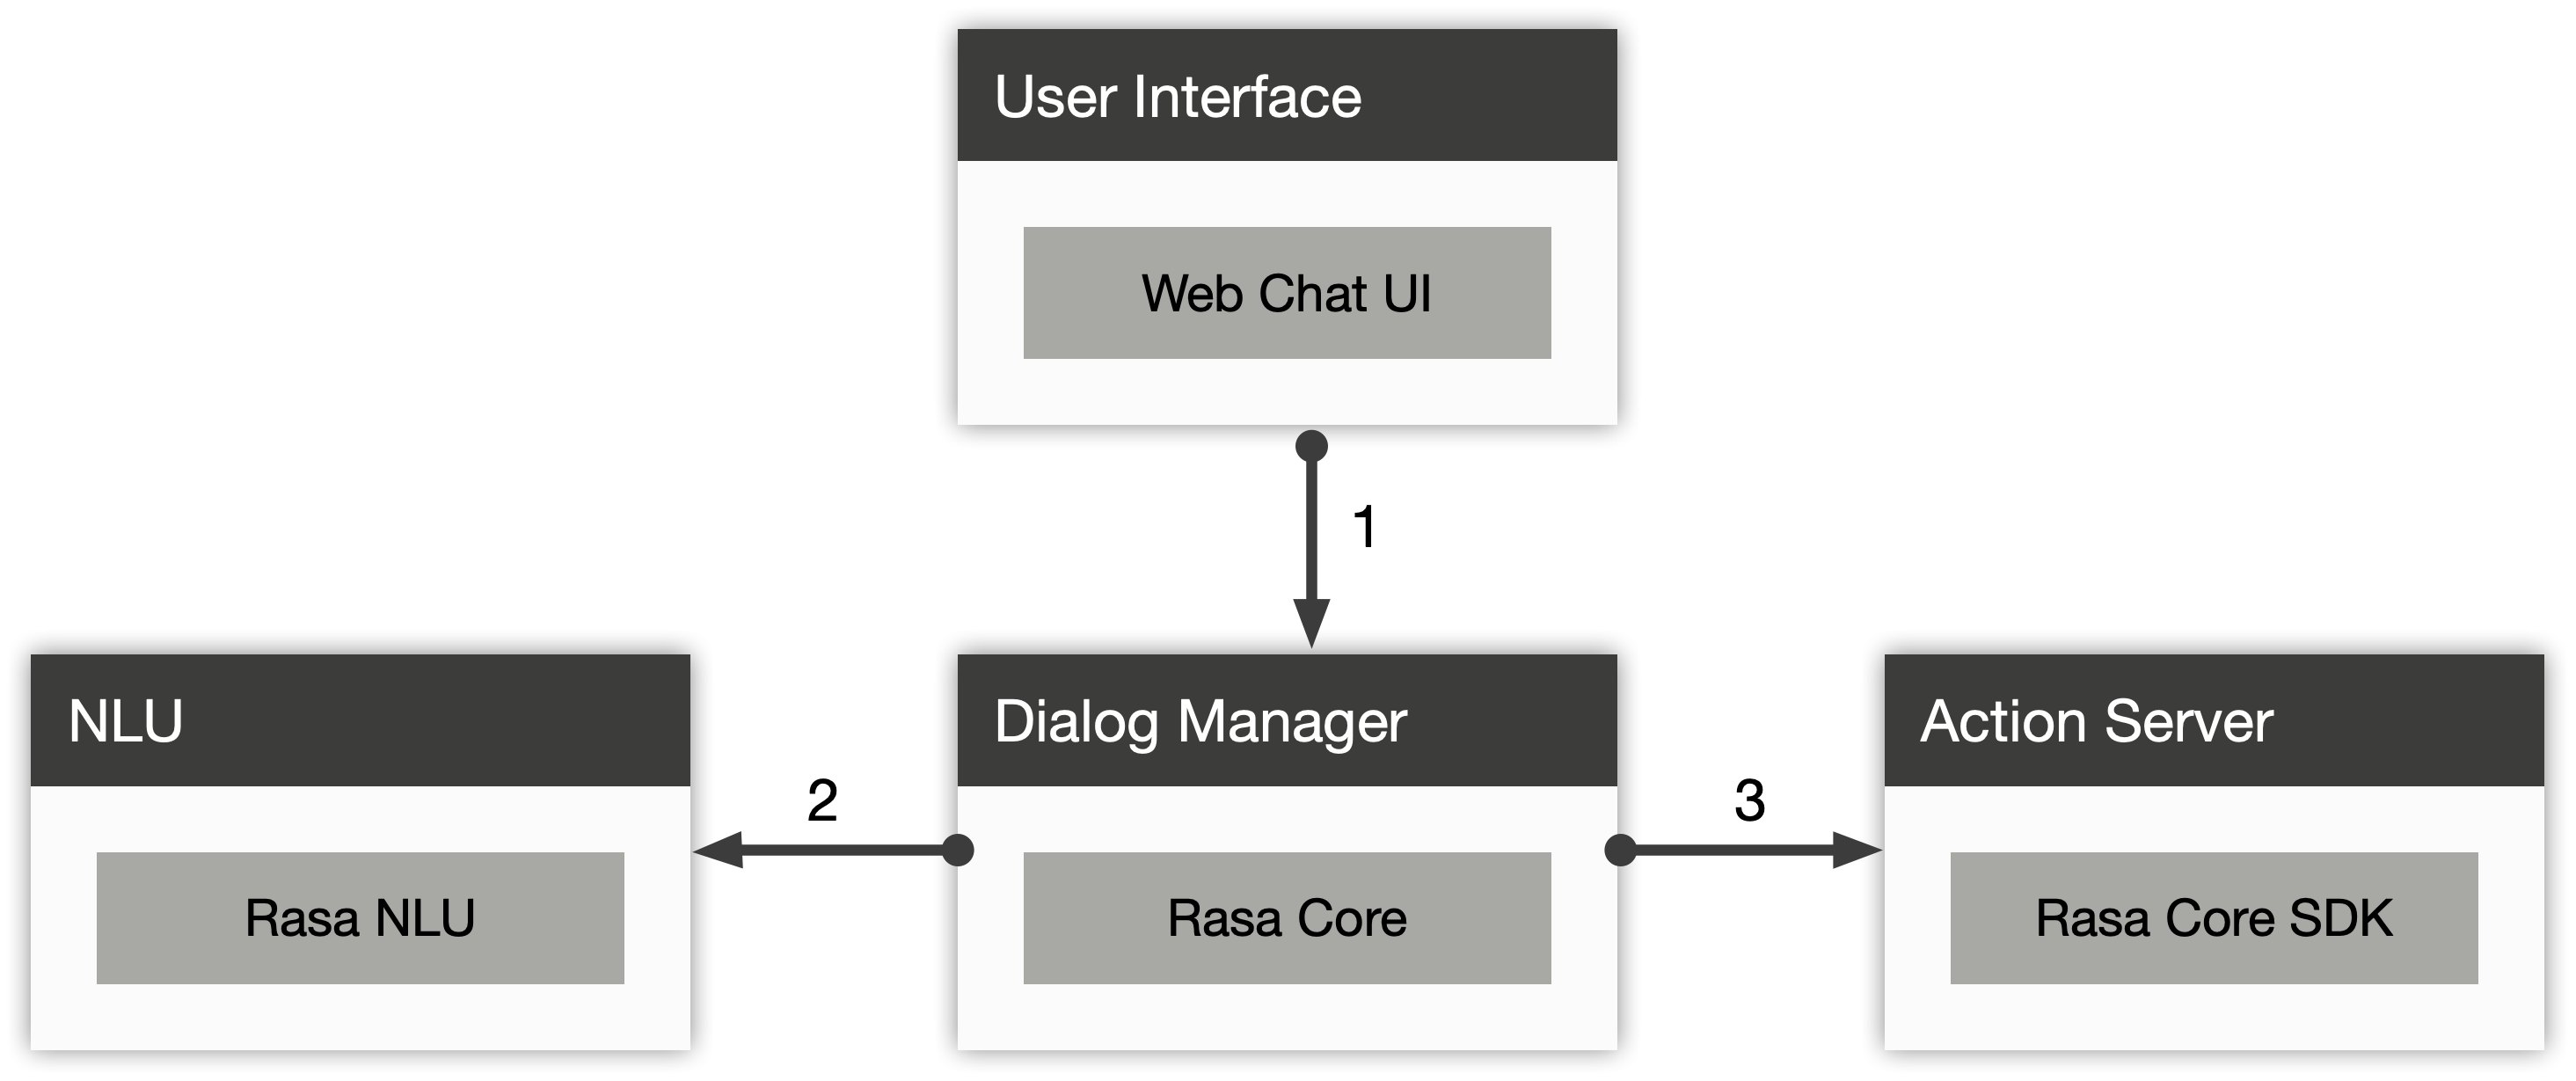 User Interface
Web Chat UI
1
NLU
Dialog Manager
Action Server
2
3
Rasa NLU
Rasa Core
Rasa Core SDK